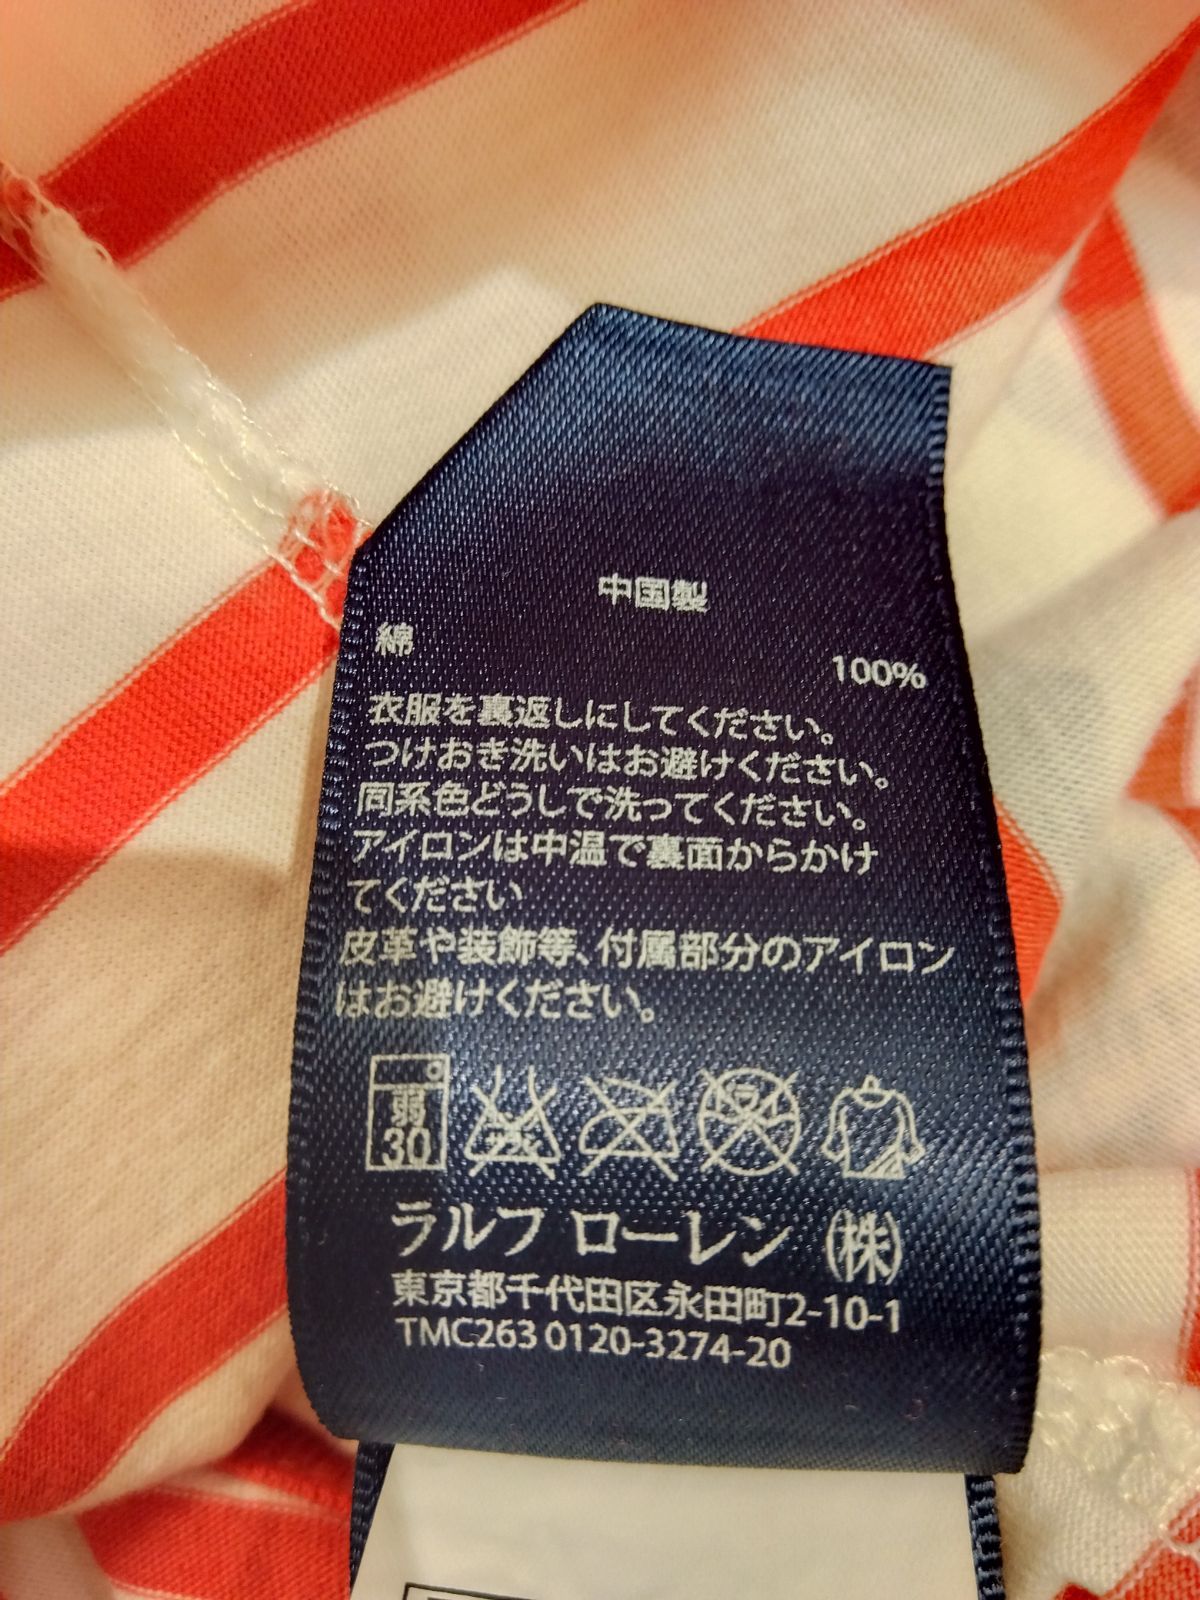 中国製
綿 100%
衣服を裏返しにしてください。
つけおき洗いはお避けください。
同系色どうしで洗ってください。
アイロンは中温で裏面からかけ
てください
皮革や装飾等、付属部分のアイロン
はお避けください。
弱
30
ラルフ ローレン (株)
東京都千代田区永田町2-10-1
TMC263 0120-3274-20